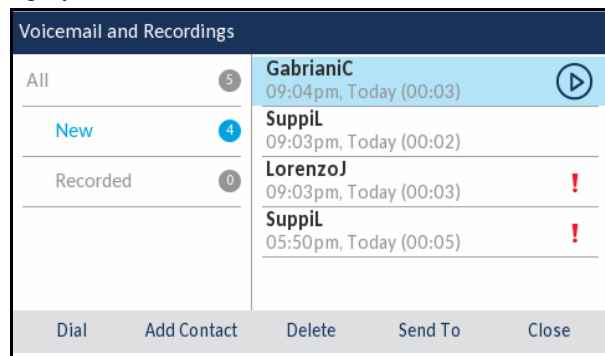 Voicemail and Recordings
All 5
New 4
Recorded 0
GabrianiC
09:04pm, Today (00:03)
SuppiL
09:03pm, Today (00:02)
LorenzoJ
09:03pm, Today (00:03)
!
SuppiL
05:50pm, Today (00:05)
!
Dial Add Contact Delete Send To Close